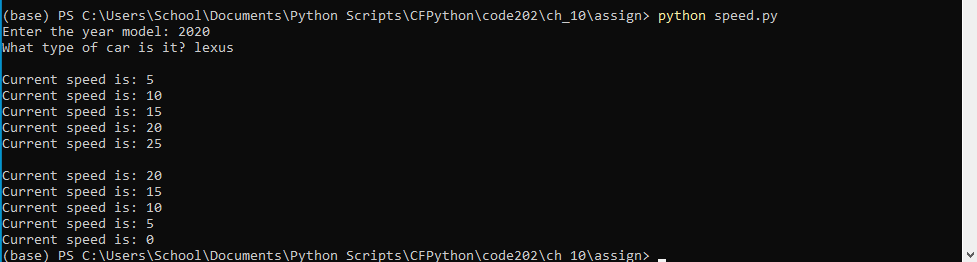 (base) PS C:\Users\School\Documents\Python Scripts\CFPython\code202\ch_10\assign> python speed.py
Enter the year model: 2020
What type of car is it? lexus
Current speed is: 5
Current speed is: 10
Current speed is: 15
Current speed is: 20
Current speed is: 25
Current speed is: 20
Current speed is: 15
Current speed is: 10
Current speed is: 5
Current speed is: 0
(base) PS C:\Users\School\Documents\Python Scripts\CFPython\code202\ch_10\assign>